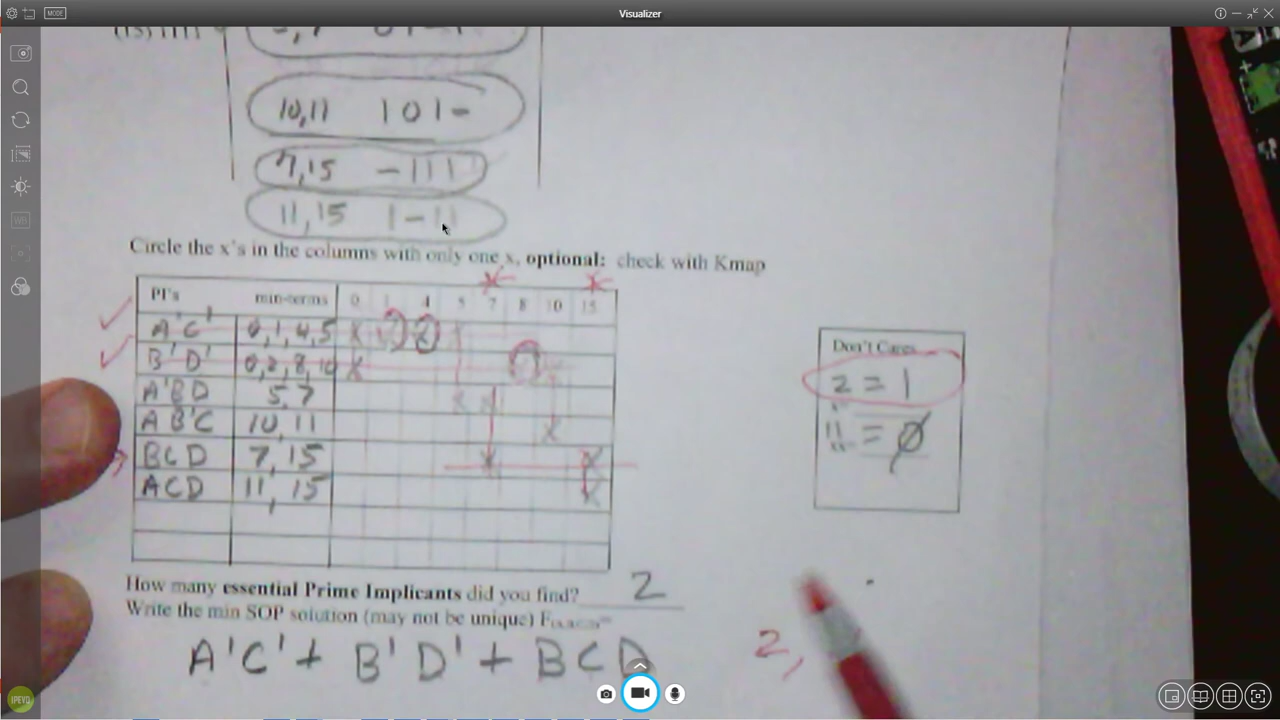 MODE
Visualizer
10,11 101-
7,15 -111
11,15 1-11
Circle the x's in the columns with only one x, optional: check with Kmap
PI's min-terms 0 1 4 5 7 8 10 15
A'C' 0,1,4,5 X X X X
B'D' 0,2,8,10 X
A'BD 5,7 X X
AB'C 10,11 X
BCD 7,15 X X
ACD 11,15 X
Don't Cares
2 = 1
11 = 0
How many essential Prime Implicants did you find? 2
Write the min SOP solution (may not be unique)
A'C' + B'D' + BCD
2,
IPEVO